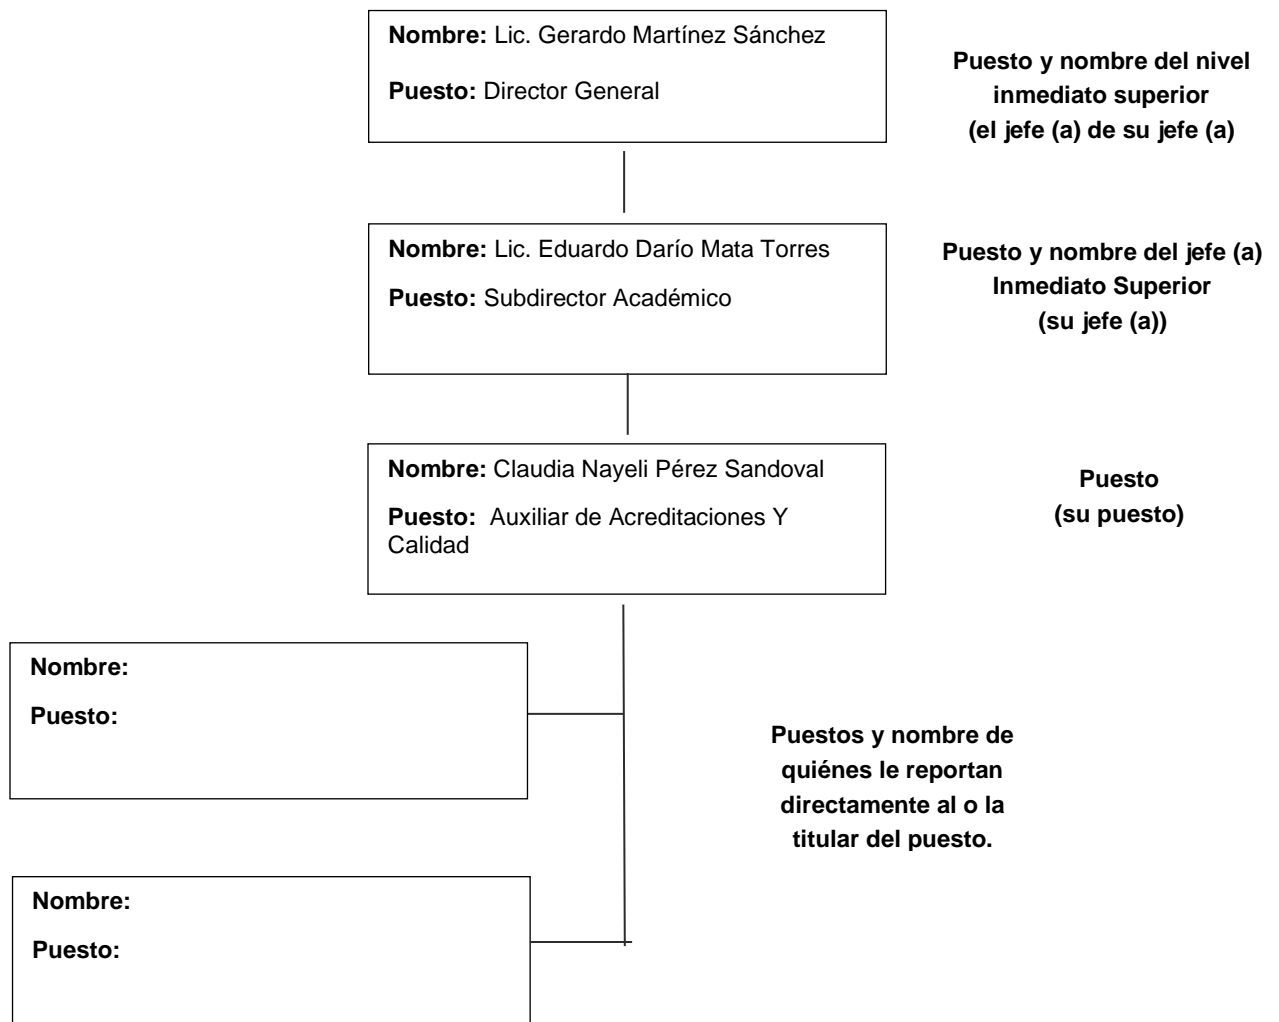 Nombre: Lic. Gerardo Martínez Sánchez
Puesto: Director General
Puesto y nombre del nivel
inmediato superior
(el jefe (a) de su jefe (a)
Nombre: Lic. Eduardo Darío Mata Torres
Puesto: Subdirector Académico
Puesto y nombre del jefe (a)
Inmediato Superior
(su jefe (a))
Nombre: Claudia Nayeli Pérez Sandoval
Puesto: Auxiliar de Acreditaciones Y
Calidad
Puesto
(su puesto)
Nombre:
Puesto:
Puestos y nombre de
quiénes le reportan
directamente al o la
titular del puesto.
Nombre:
Puesto: